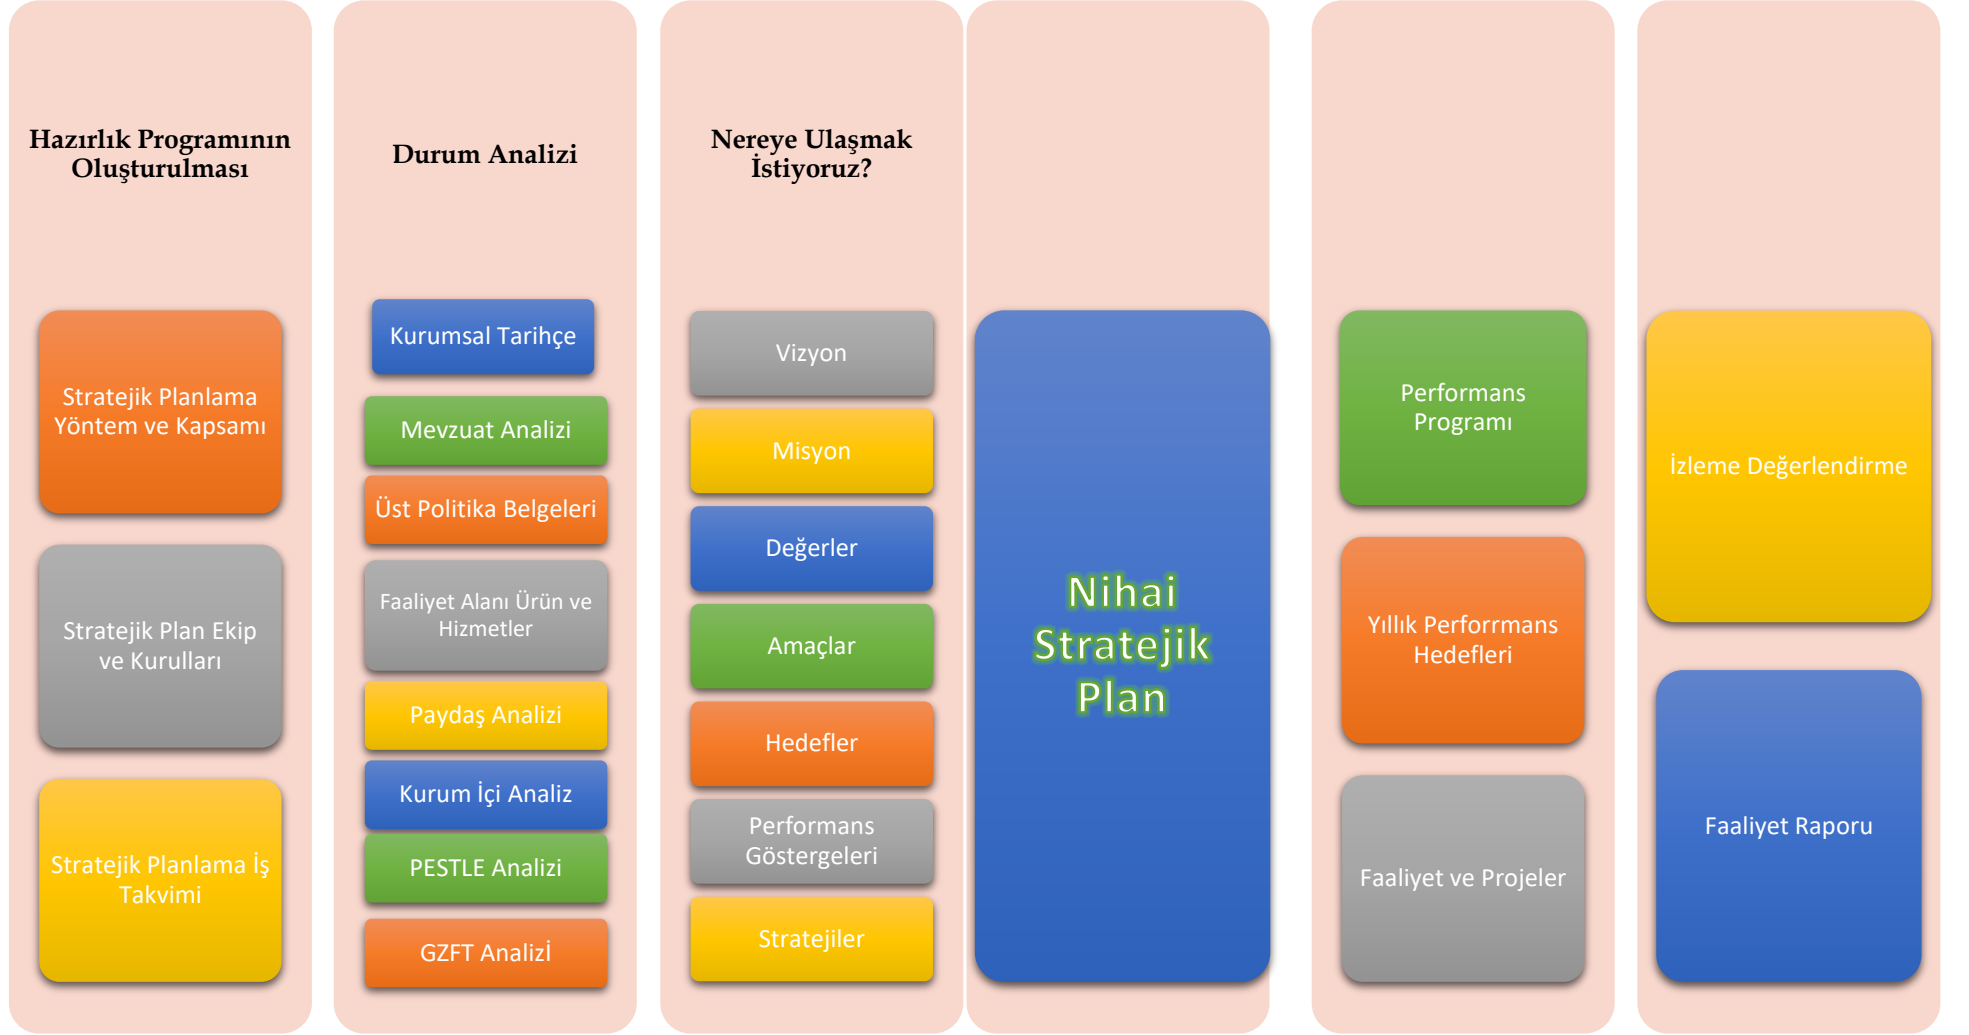 Hazırlık Programının
Oluşturulması
Stratejik Planlama
Yöntem ve Kapsamı
Stratejik Plan Ekip
ve Kurulları
Stratejik Planlama İş
Takvimi
Durum Analizi
Kurumsal Tarihçe
Mevzuat Analizi
Üst Politika Belgeleri
Faaliyet Alanı Ürün ve
Hizmetler
Paydaş Analizi
Kurum İçi Analiz
PESTLE Analizi
GZFT Analizİ
Nereye Ulaşmak
İstiyoruz?
Vizyon
Misyon
Değerler
Amaçlar
Hedefler
Performans
Göstergeleri
Stratejiler
Nihai
Stratejik
Plan
Performans
Programı
Yıllık Perforrmans
Hedefleri
Faaliyet ve Projeler
İzleme Değerlendirme
Faaliyet Raporu